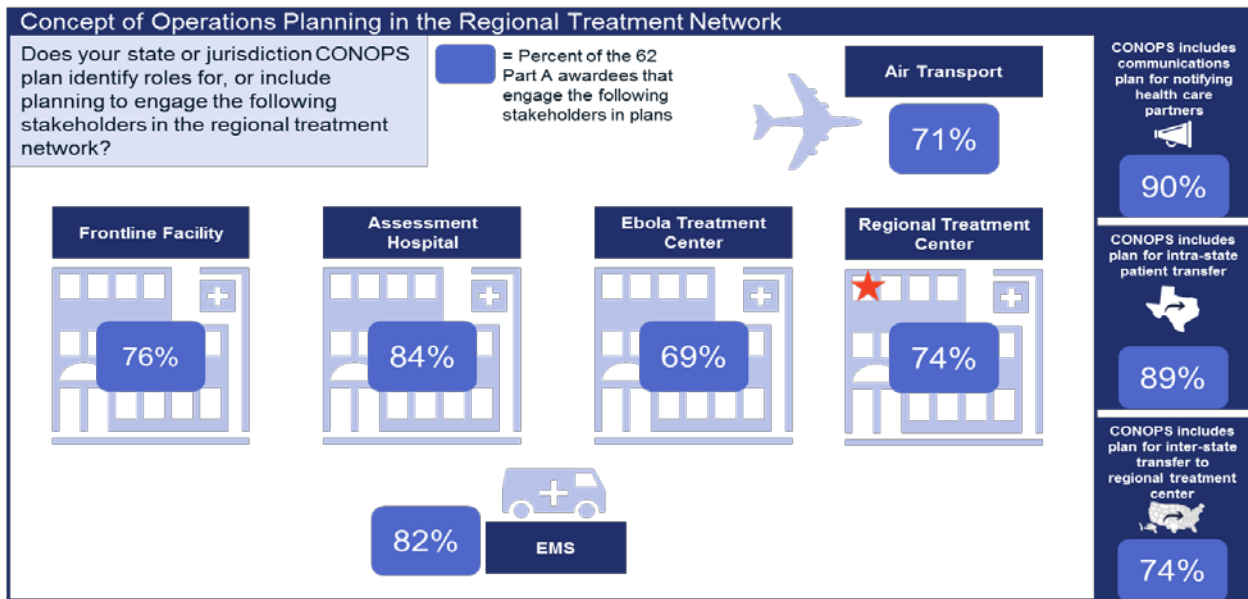 Concept of Operations Planning in the Regional Treatment Network
Does your state or jurisdiction CONOPS
plan identify roles for, or include
planning to engage the following
stakeholders in the regional treatment
network?
= Percent of the 62
Part A awardees that
engage the following
stakeholders in plans
Air Transport
71%
Frontline Facility
76%
Assessment
Hospital
84%
Ebola Treatment
Center
69%
Regional Treatment
Center
74%
82%
EMS
CONOPS includes
communications
plan for notifying
health care
partners
90%
CONOPS includes
plan for intra-state
patient transfer
89%
CONOPS includes
plan for inter-state
transfer to
regional treatment
center
74%